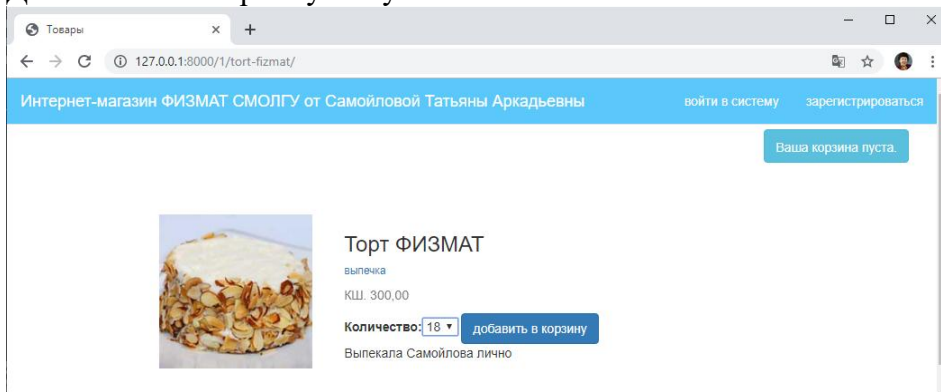 Товары
127.0.0.1:8000/1/tort-fizmat/
Интернет-магазин ФИЗМАТ СМОЛГУ от Самойловой Татьяны Аркадьевны войти в систему зарегистрироваться
Ваша корзина пуста.
Торт ФИЗМАТ
выпечка
КШ. 300,00
Количество: 18 добавить в корзину
Выпекала Самойлова лично